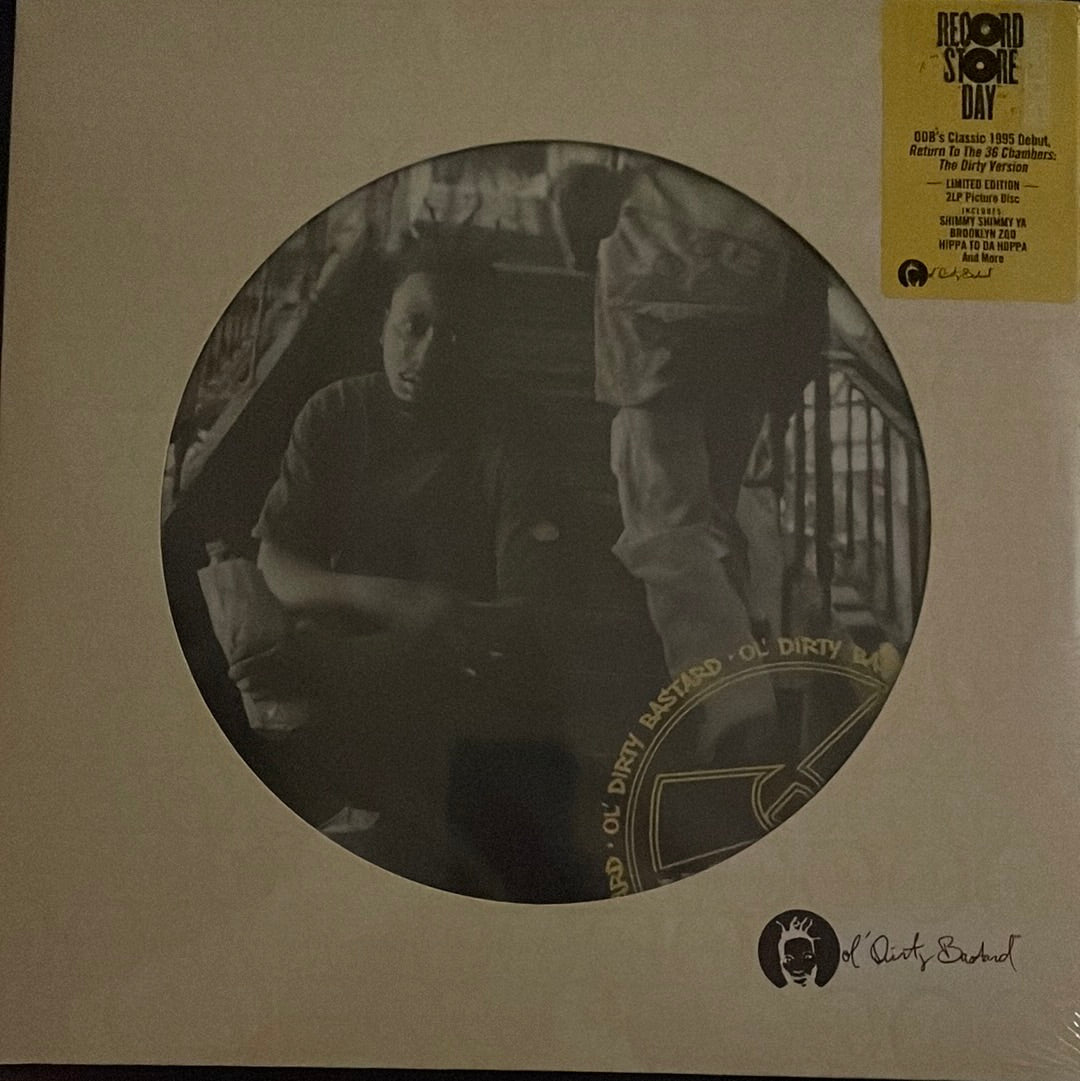 RECORD
STORE
DAY
ODB's Classic 1995 Debut,
Return To The 36 Chambers:
The Dirty Version
LIMITED EDITION
2LP Picture Disc
INCLUDES
SHIMMY SHIMMY YA
BROOKLYN ZOO
HIPPA TO DA HOPPA
And More
ol' Dirty Bastard
ARD · OL' DIRTY BASTARD · OL' DIRTY BA
ol' Dirty Bastard